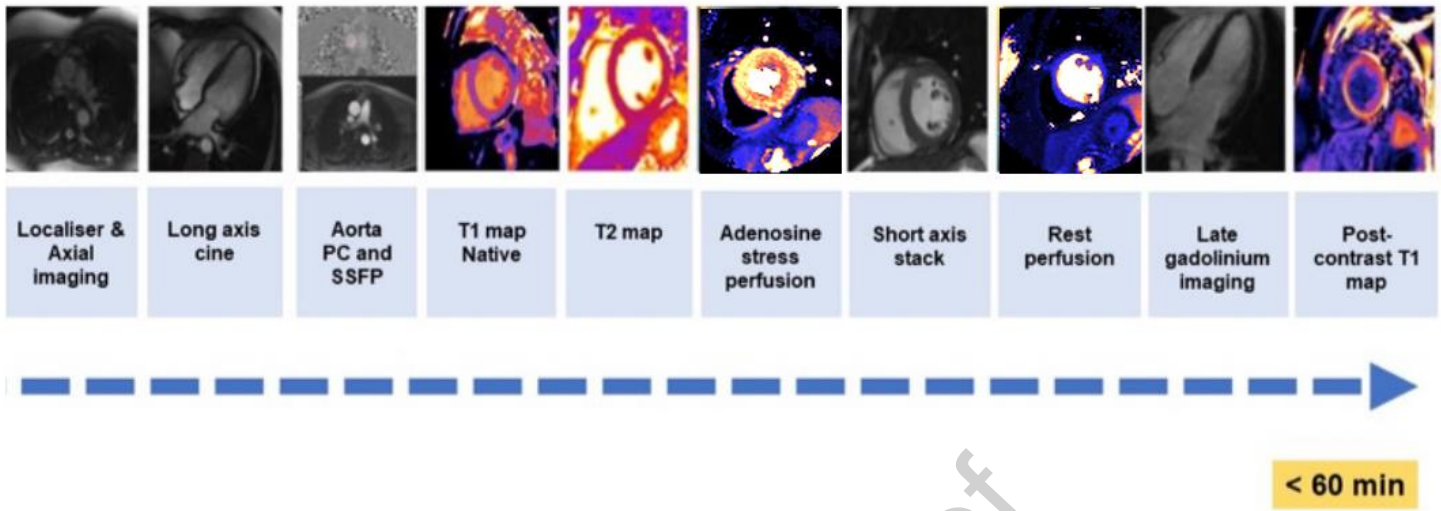 Localiser &
Axial
imaging
Long axis
cine
Aorta
PC and
SSFP
T1 map
Native
T2 map
Adenosine
stress
perfusion
Short axis
stack
Rest
perfusion
Late
gadolinium
imaging
Post-
contrast T1
map
< 60 min
of